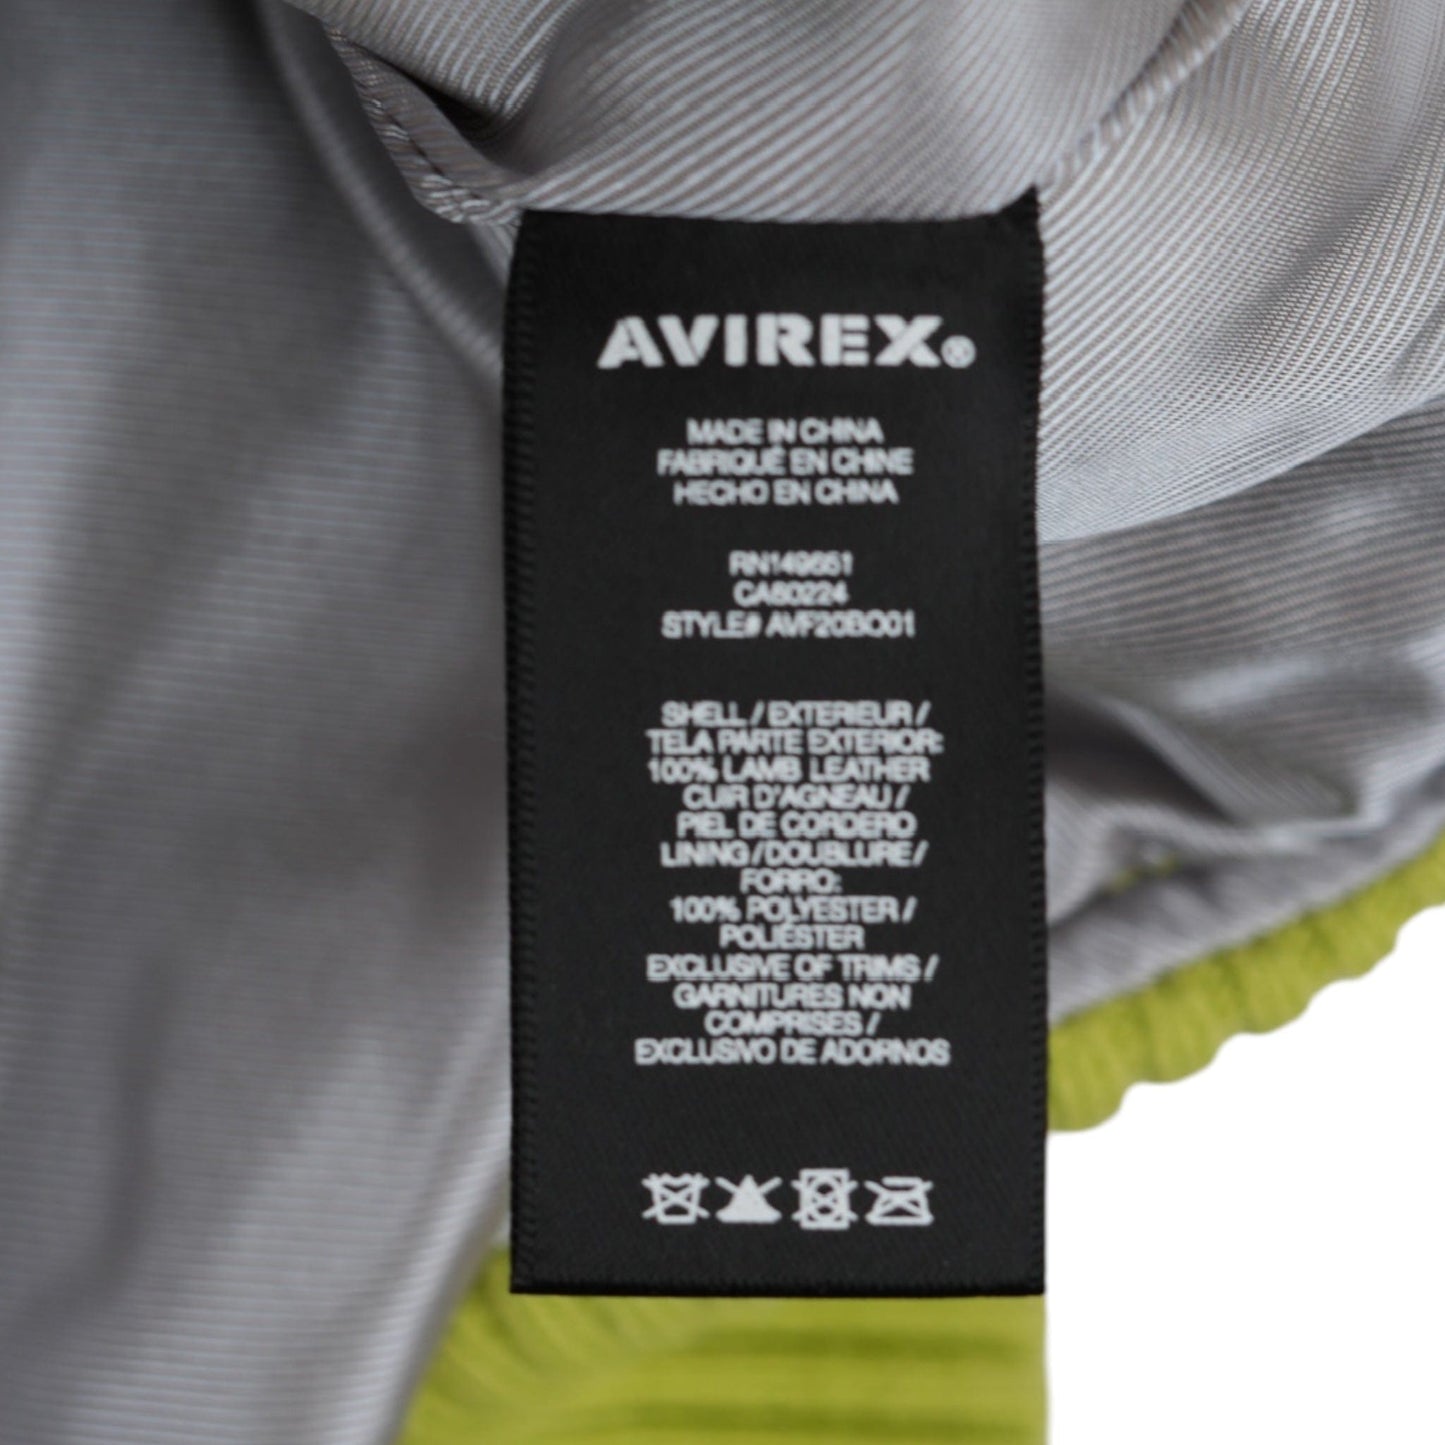 AVIREX®
MADE IN CHINA
FABRIQUÉ EN CHINE
HECHO EN CHINA
RN149651
CA60224
STYLE# AVF20BO01
SHELL / EXTERIEUR /
TELA PARTE EXTERIOR:
100% LAMB LEATHER
CUIR D'AGNEAU /
PIEL DE CORDERO
LINING / DOUBLURE /
FORRO:
100% POLYESTER /
POLIÉSTER
EXCLUSIVE OF TRIMS /
GARNITURES NON
COMPRISES /
EXCLUSIVO DE ADORNOS